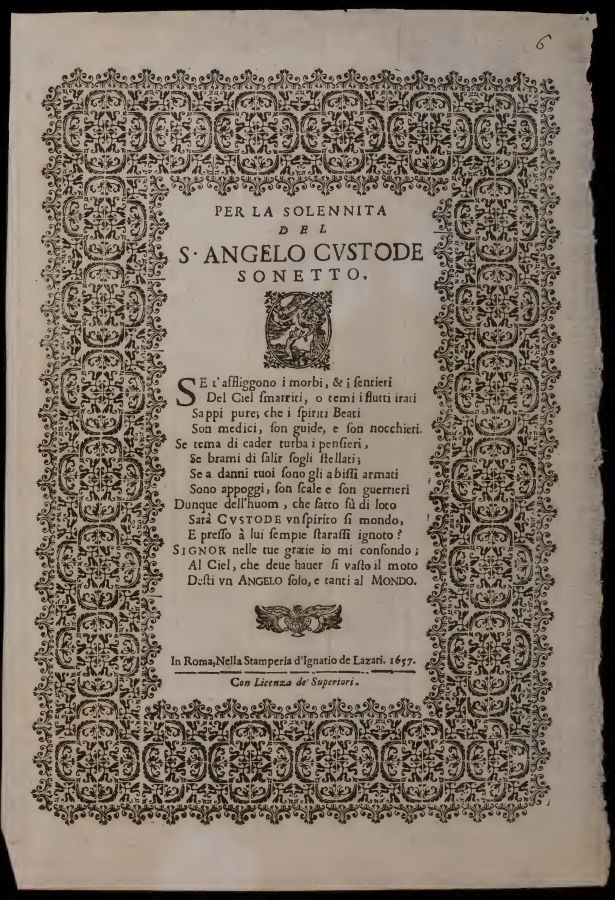 6
PER LA SOLENNITA
DEL
S. ANGELO CVSTODE
SONETTO.
SE t'affliggono i morbi, & i ſentieri
Del Ciel ſmarriti, o temi i flutti irati
Sappi pure; che i ſpiriti Beati
Son medici, ſon guide, e ſon nocchieri.
Se tema di cader turba i penſieri,
Se brami di ſalir ſogli ſtellati;
Se a danni tuoi ſono gli abiſſi armati
Sono appoggi, ſon ſcale e ſon guerrieri
Dunque dell'huom, che fatto fù di loto
Sarà CVSTODE vn ſpirito ſi mondo,
E preſſo à lui ſempre ſtaraſſi ignoto?
SIGNOR nelle tue gratie io mi confondo;
Al Ciel, che deue hauer ſi vaſto il moto
Deſti vn ANGELO ſolo, e tanti al MONDO.
In Roma, Nella Stamperia d'Ignatio de Lazari. 1657.
Con Licenza de' Superiori.